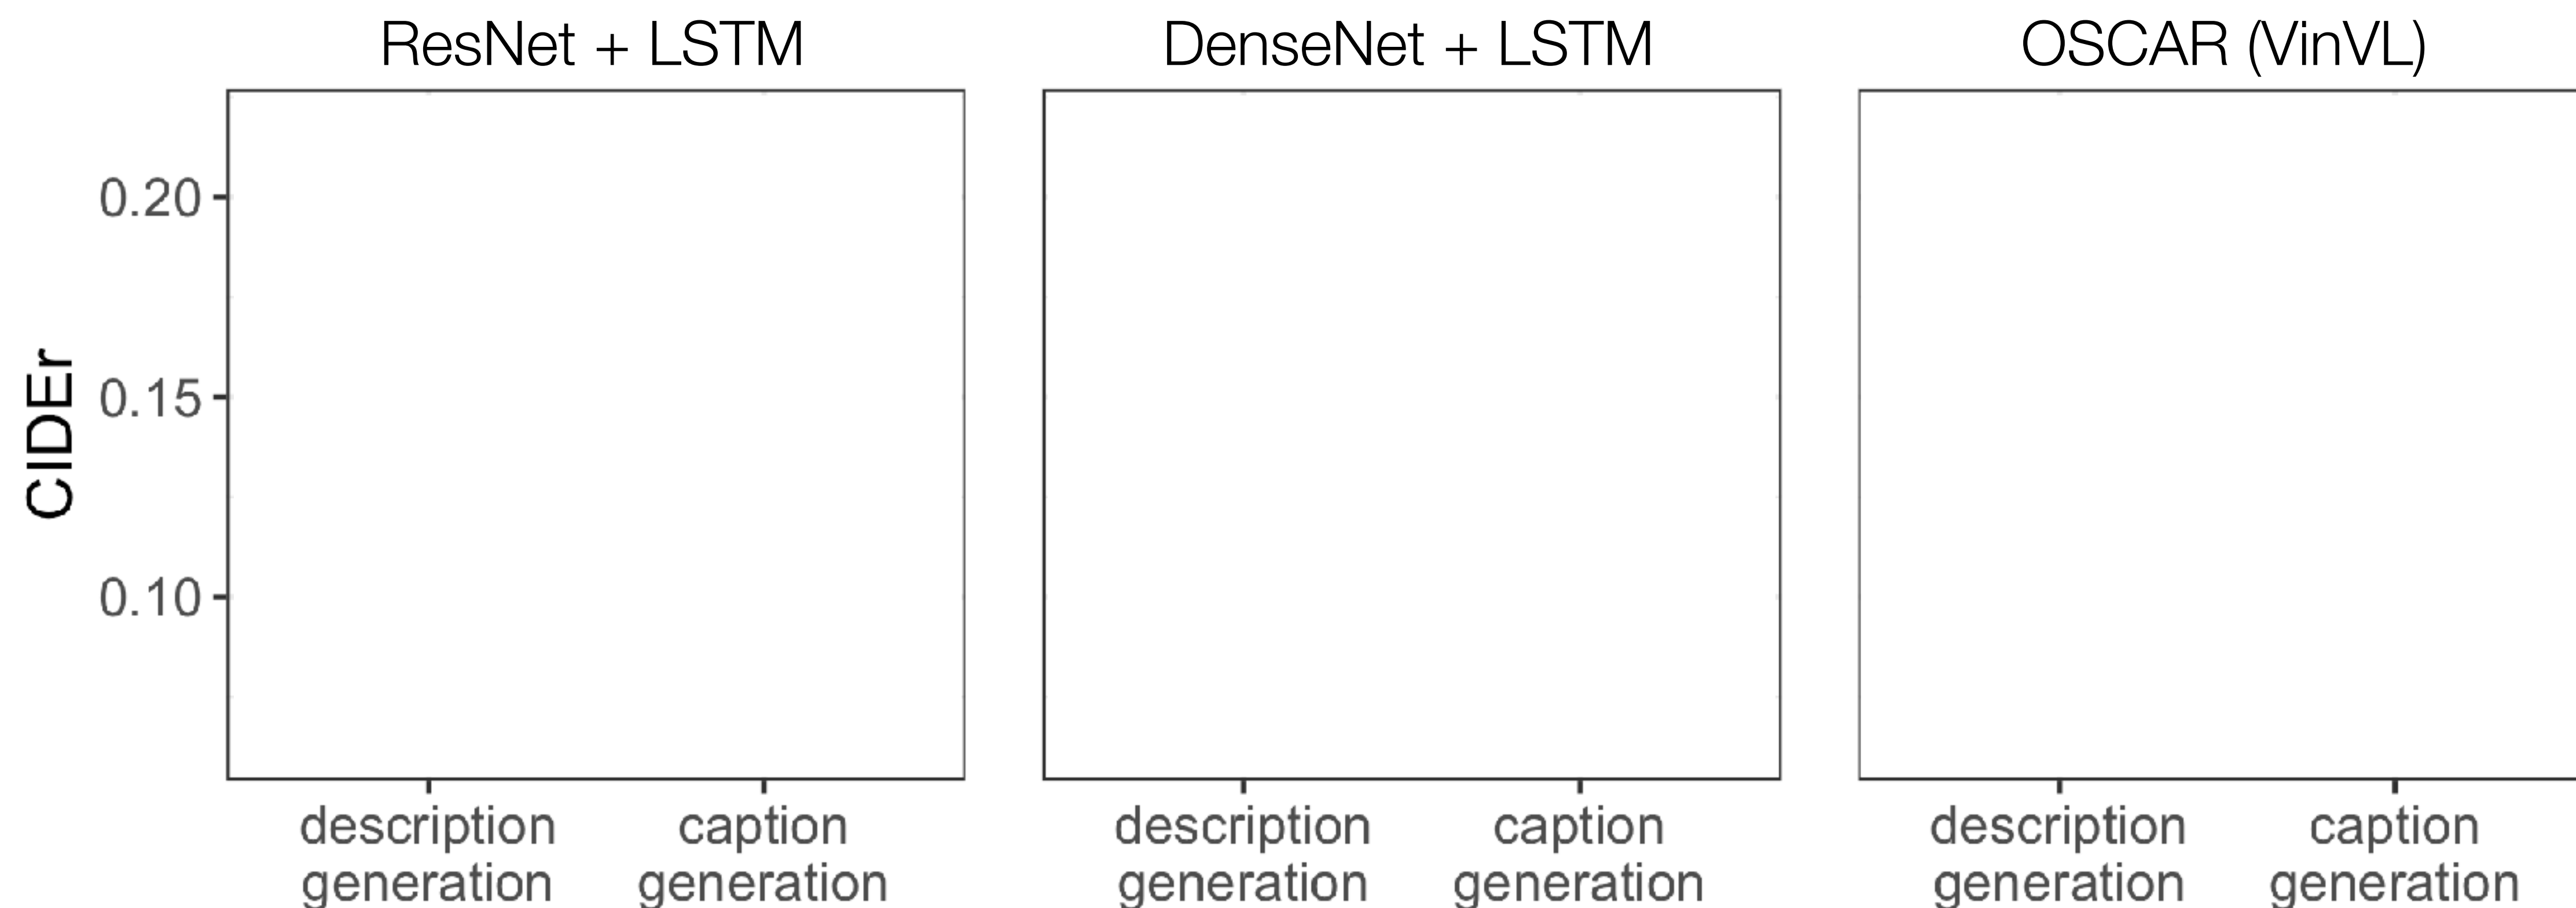 ResNet + LSTM
DenseNet + LSTM
OSCAR (VinVL)
CIDEr
0.20
0.15
0.10
description
generation
caption
generation
description
generation
caption
generation
description
generation
caption
generation